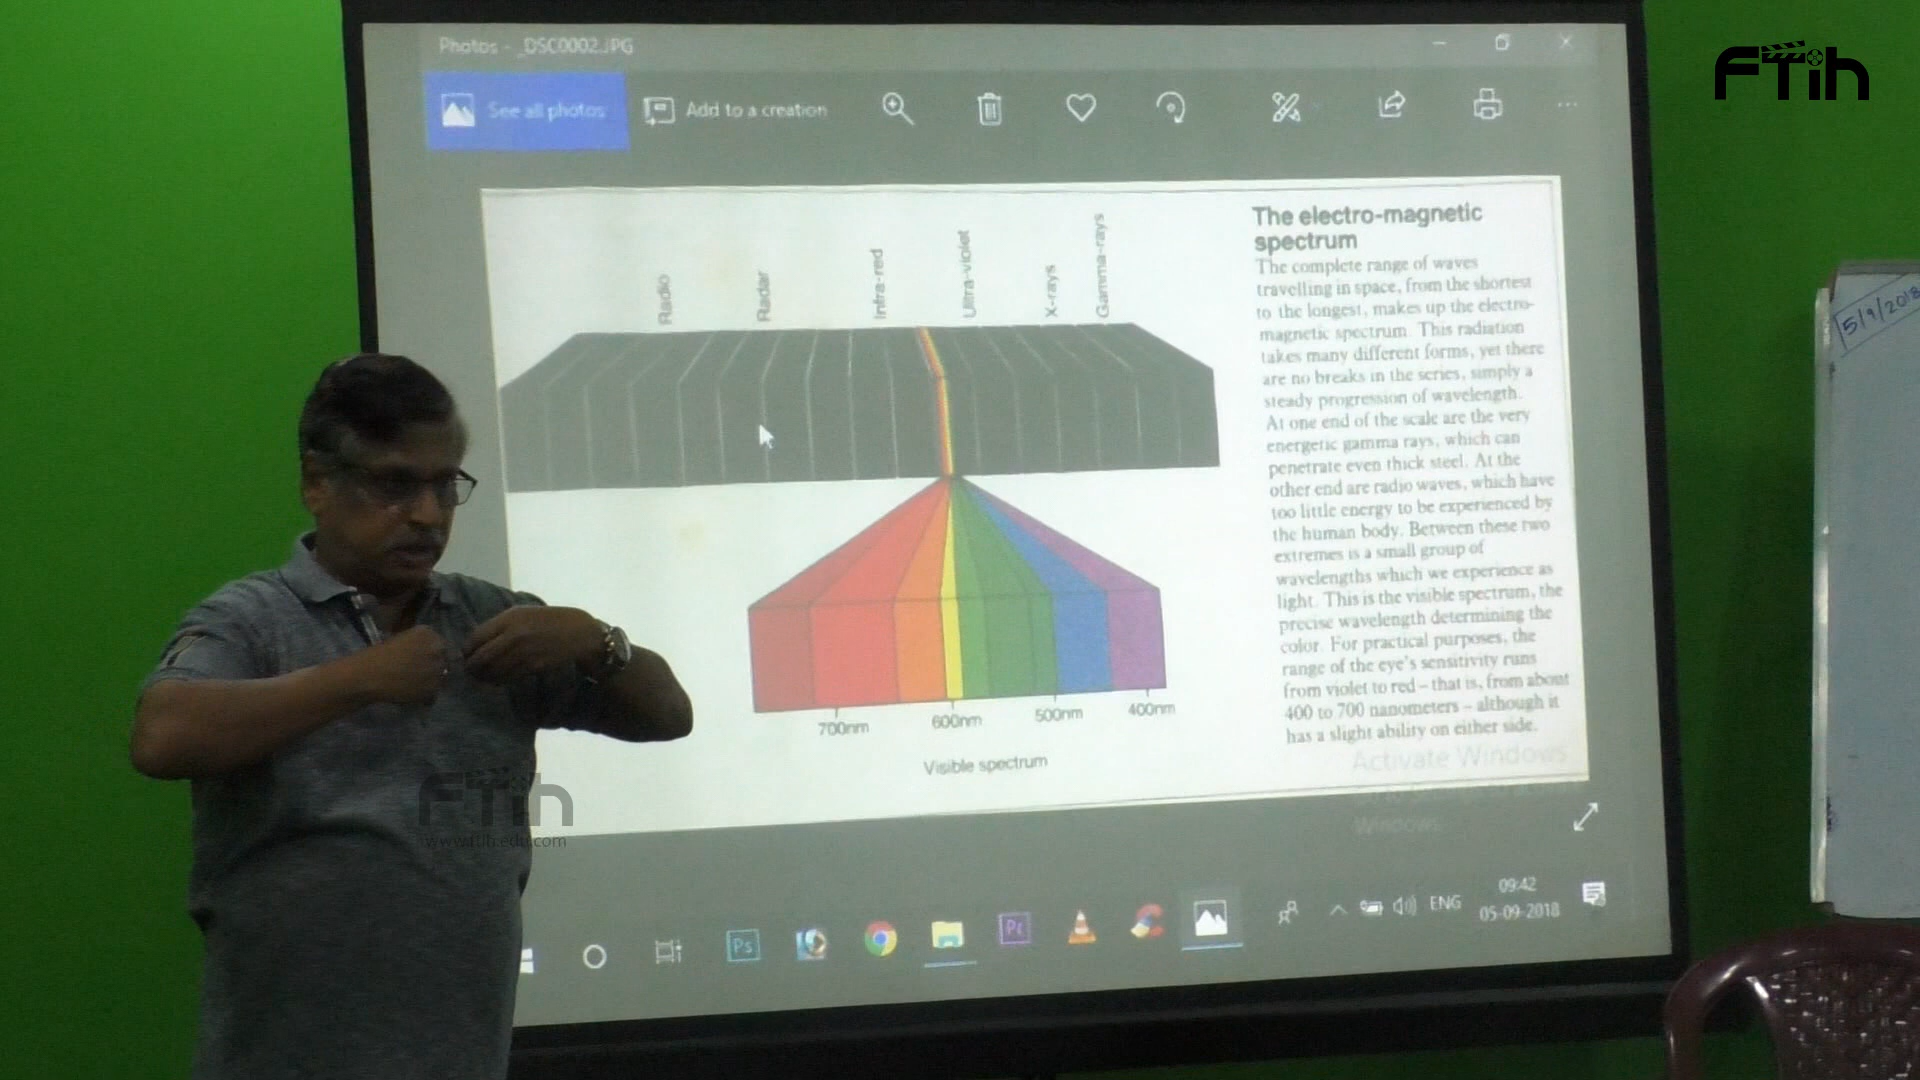 Photos - _DSC0002.JPG
FTih
See all photos
Add to a creation
Radio
Radar
Infra-red
Ultra-violet
X-rays
Gamma-rays
The electro-magnetic
spectrum
The complete range of waves
travelling in space, from the shortest
to the longest, makes up the electro-
magnetic spectrum. This radiation
takes many different forms, yet there
are no breaks in the series, simply a
steady progression of wavelength.
At one end of the scale are the very
energetic gamma rays, which can
penetrate even thick steel. At the
other end are radio waves, which have
too little energy to be experienced by
the human body. Between these two
extremes is a small group of
wavelengths which we experience as
light. This is the visible spectrum, the
precise wavelength determining the
color. For practical purposes, the
range of the eye's sensitivity runs
from violet to red – that is, from about
400 to 700 nanometers – although it
has a slight ability on either side.
700nm
600nm
500nm
400nm
Visible spectrum
Activate Windows
Windows.
5/9/2018
FTih
www.ftih.edu.com
Ps
Pr
ENG
09:42
05-09-2018